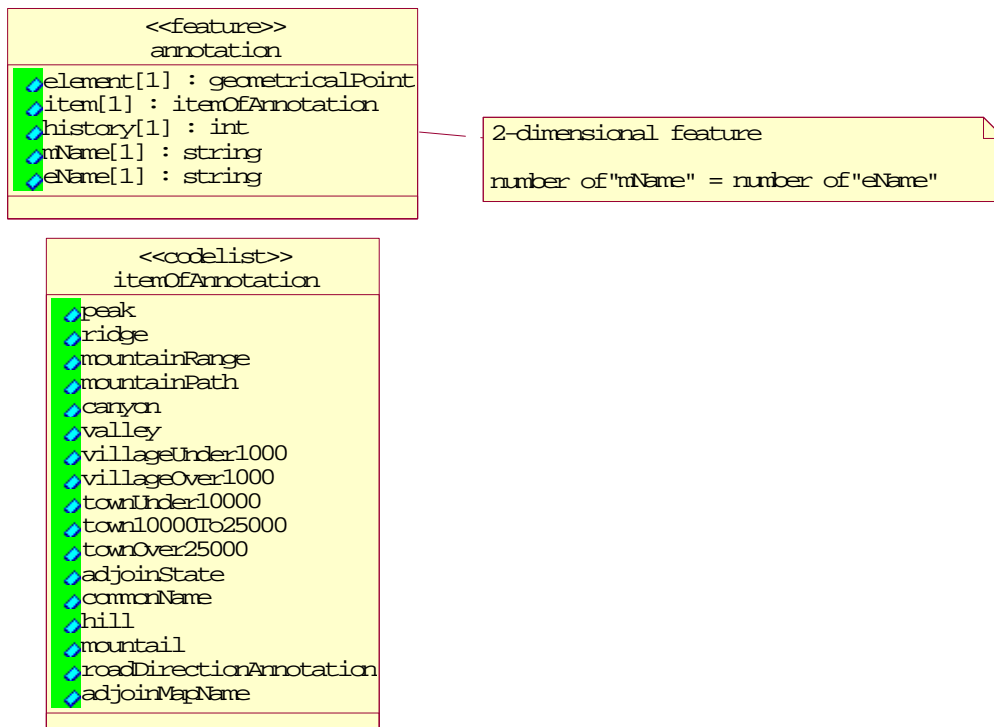 <<feature>>
annotation
element[1] : geometricalPoint
item[1] : itemOfAnnotation
history[1] : int
mName[1] : string
eName[1] : string
2-dimensional feature
number of"mName" = number of"eName"
<<codelist>>
itemOfAnnotation
peak
ridge
mountainRange
mountainPath
canyon
valley
villageUnder1000
villageOver1000
townUnder10000
town10000To25000
townOver25000
adjoinState
commonName
hill
mountail
roadDirectionAnnotation
adjoinMapName